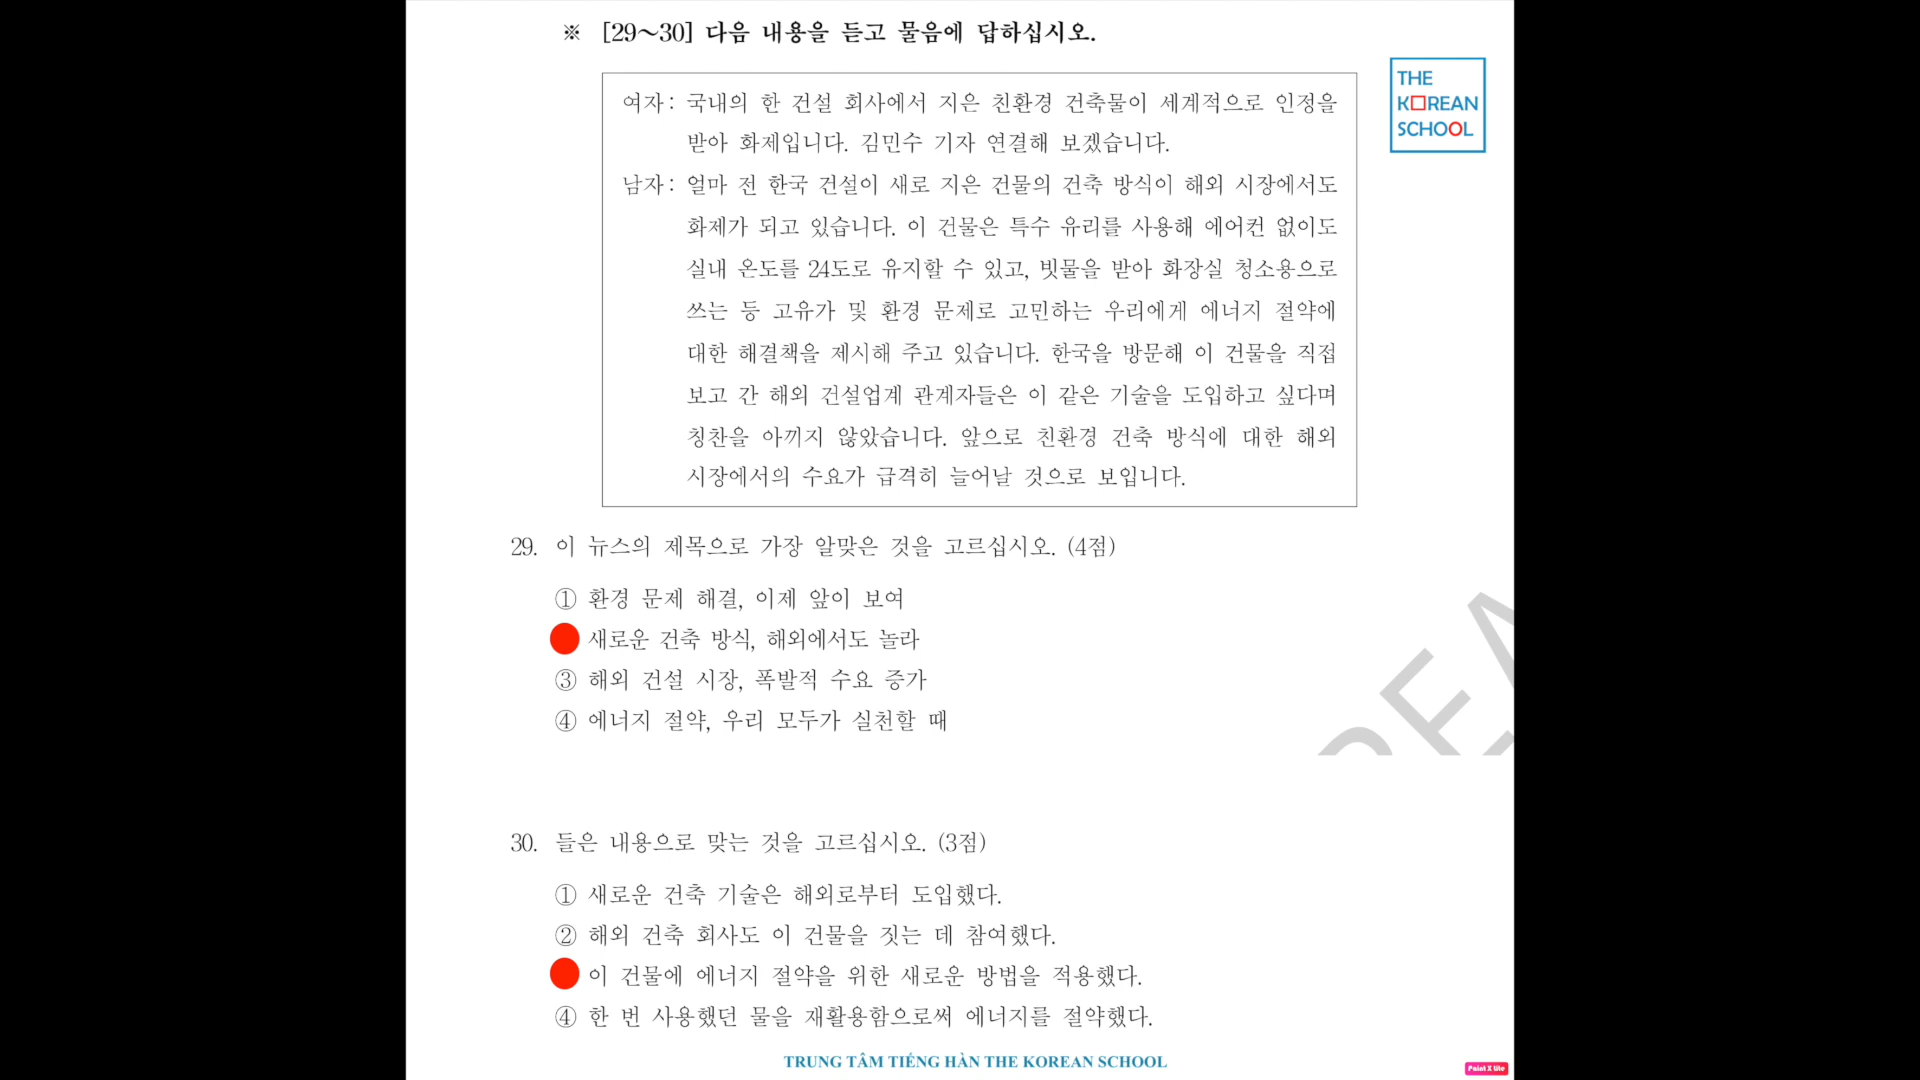 ※ [29~30] 다음 내용을 듣고 물음에 답하십시오.
THE
KOREAN
SCHOOL
여자: 국내의 한 건설 회사에서 지은 친환경 건축물이 세계적으로 인정을
받아 화제입니다. 김민수 기자 연결해 보겠습니다.
남자: 얼마 전 한국 건설이 새로 지은 건물의 건축 방식이 해외 시장에서도
화제가 되고 있습니다. 이 건물은 특수 유리를 사용해 에어컨 없이도
실내 온도를 24도로 유지할 수 있고, 빗물을 받아 화장실 청소용으로
쓰는 등 고유가 및 환경 문제로 고민하는 우리에게 에너지 절약에
대한 해결책을 제시해 주고 있습니다. 한국을 방문해 이 건물을 직접
보고 간 해외 건설업계 관계자들은 이 같은 기술을 도입하고 싶다며
칭찬을 아끼지 않았습니다. 앞으로 친환경 건축 방식에 대한 해외
시장에서의 수요가 급격히 늘어날 것으로 보입니다.
29. 이 뉴스의 제목으로 가장 알맞은 것을 고르십시오. (4점)
① 환경 문제 해결, 이제 앞이 보여
새로운 건축 방식, 해외에서도 놀라
③ 해외 건설 시장, 폭발적 수요 증가
④ 에너지 절약, 우리 모두가 실천할 때
30. 들은 내용으로 맞는 것을 고르십시오. (3점)
① 새로운 건축 기술은 해외로부터 도입했다.
② 해외 건축 회사도 이 건물을 짓는 데 참여했다.
이 건물에 에너지 절약을 위한 새로운 방법을 적용했다.
④ 한 번 사용했던 물을 재활용함으로써 에너지를 절약했다.
TRUNG TÂM TIẾNG HÀN THE KOREAN SCHOOL
Point X Lite